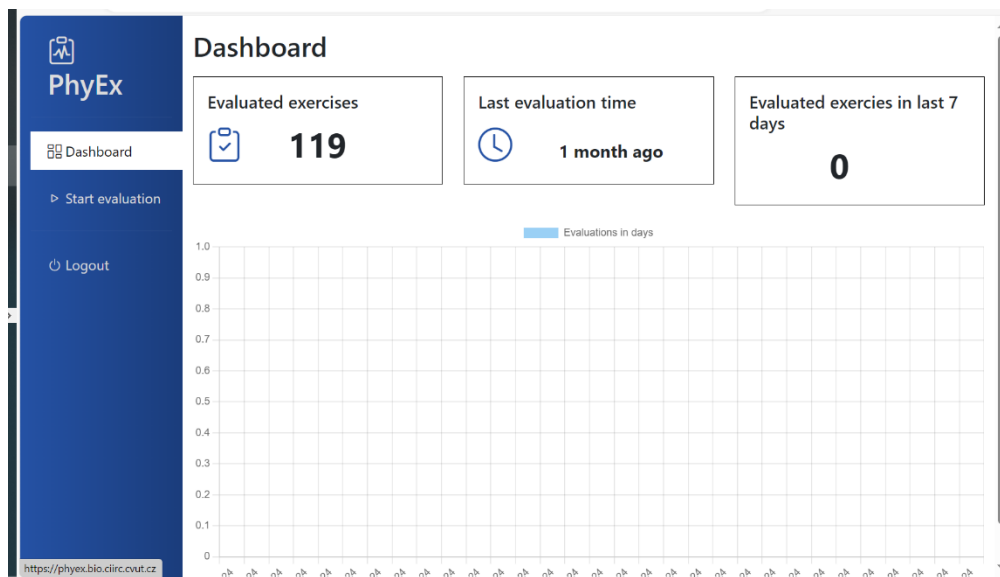 PhyEx
Dashboard
Start evaluation
Logout
https://phyex.bio.ciirc.cvut.cz
Dashboard
Evaluated exercises
119
Last evaluation time
1 month ago
Evaluated exercies in last 7
days
0
Evaluations in days
1.0
0.9
0.8
0.7
0.6
0.5
0.4
0.3
0.2
0.1
0